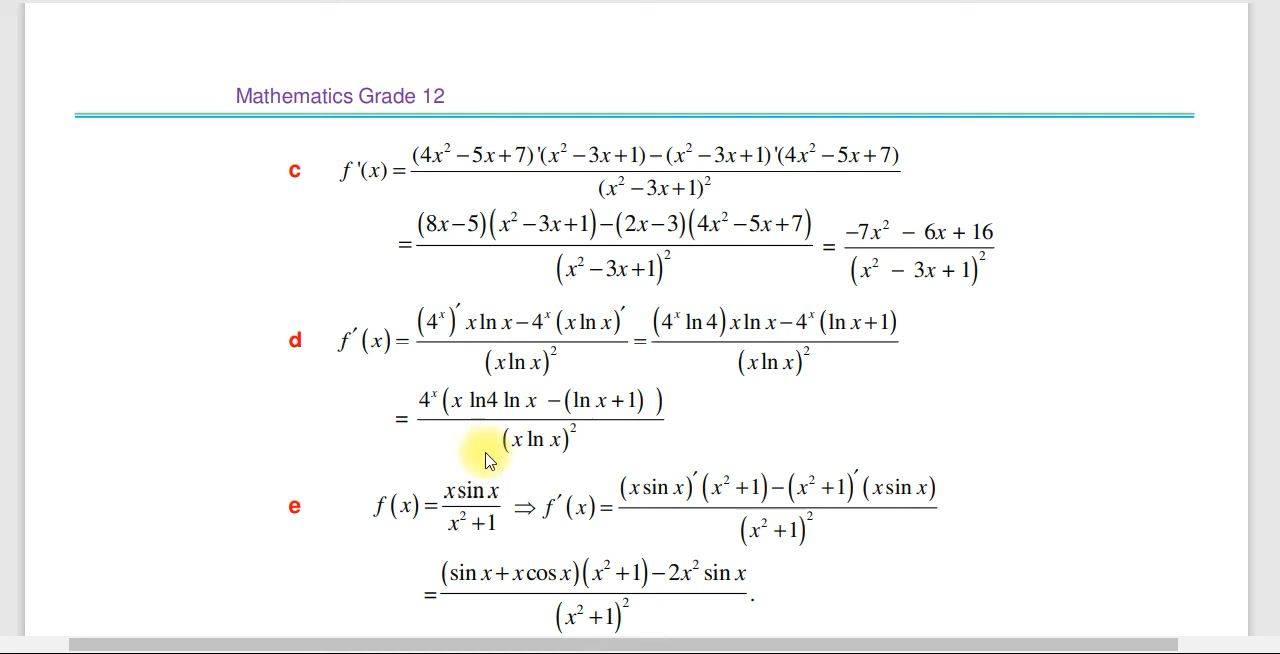 Mathematics Grade 12
c f'(x) = ((4x² − 5x + 7)'(x² − 3x + 1) − (x² − 3x + 1)'(4x² − 5x + 7)) / (x² − 3x + 1)²
= ((8x − 5)(x² − 3x + 1) − (2x − 3)(4x² − 5x + 7)) / (x² − 3x + 1)² = (−7x² − 6x + 16) / (x² − 3x + 1)²
d f′(x) = ((4ˣ)′ x ln x − 4ˣ (x ln x)′) / (x ln x)² = ((4ˣ ln 4) x ln x − 4ˣ (ln x + 1)) / (x ln x)²
= 4ˣ (x ln4 ln x − (ln x + 1)) / (x ln x)²
e f(x) = x sin x / (x² + 1) ⇒ f′(x) = ((x sin x)′ (x² + 1) − (x² + 1)′ (x sin x)) / (x² + 1)²
= ((sin x + x cos x)(x² + 1) − 2x² sin x) / (x² + 1)² .